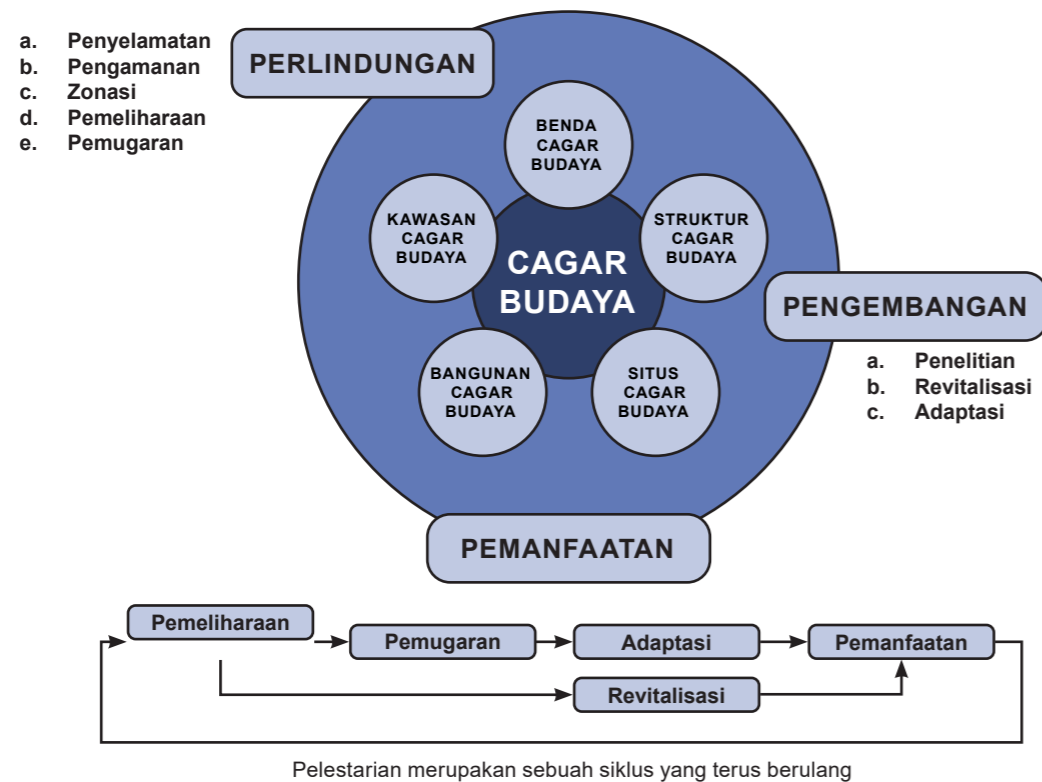 a. Penyelamatan
b. Pengamanan
c. Zonasi
d. Pemeliharaan
e. Pemugaran
PERLINDUNGAN
BENDA
CAGAR
BUDAYA
KAWASAN
CAGAR
BUDAYA
STRUKTUR
CAGAR
BUDAYA
CAGAR
BUDAYA
PENGEMBANGAN
a. Penelitian
b. Revitalisasi
c. Adaptasi
BANGUNAN
CAGAR
BUDAYA
SITUS
CAGAR
BUDAYA
PEMANFAATAN
Pemeliharaan
Pemugaran
Adaptasi
Pemanfaatan
Revitalisasi
Pelestarian merupakan sebuah siklus yang terus berulang